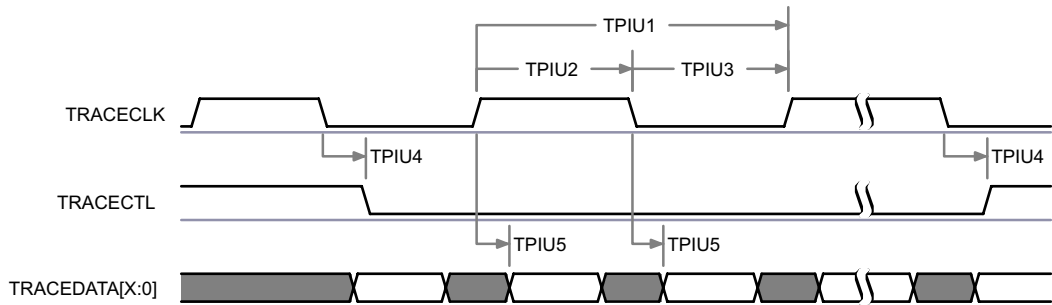 TPIU1
TPIU2 TPIU3
TRACECLK
TPIU4 TPIU4
TRACECTL
TPIU5 TPIU5
TRACEDATA[X:0]